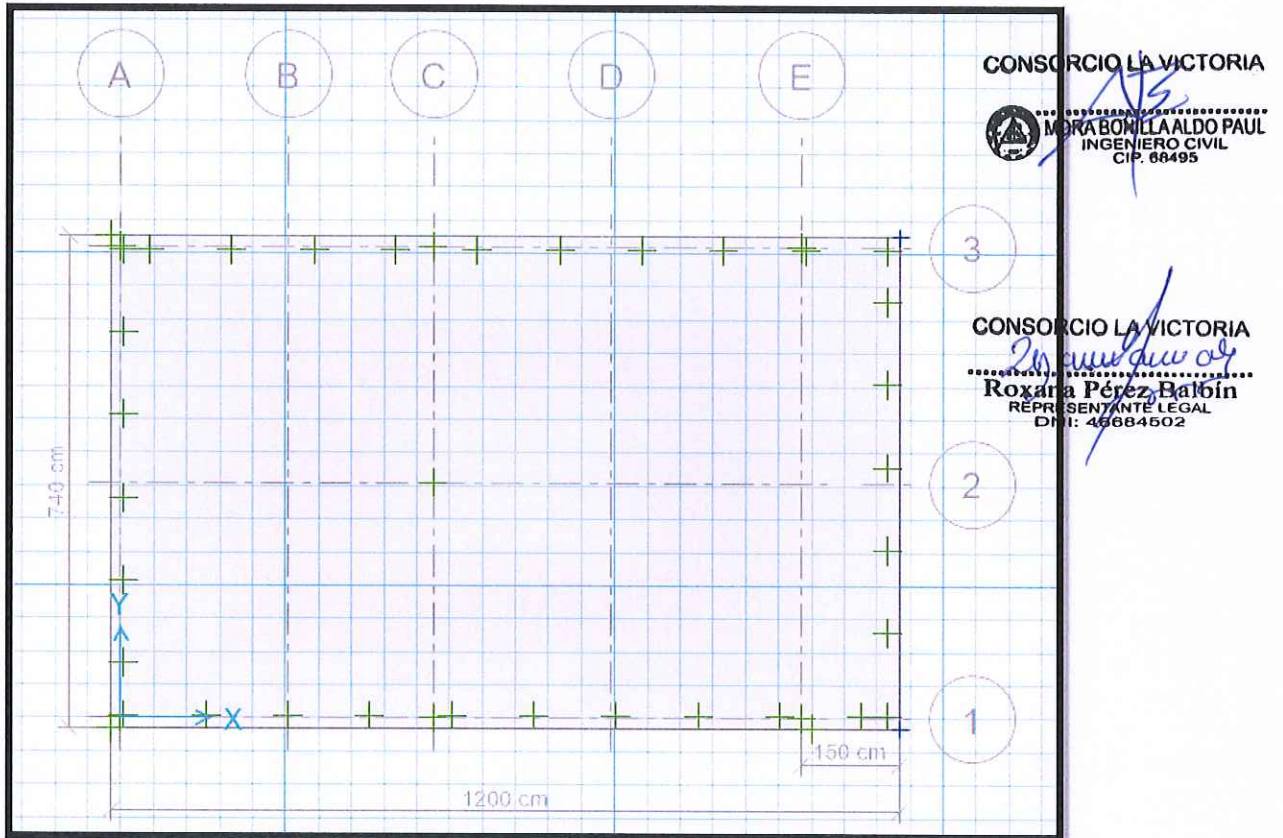 A B C D E
3
2
1
740 cm
Y
X
150 cm
1200 cm
CONSORCIO LA VICTORIA
MORA BONILLA ALDO PAUL
INGENIERO CIVIL
CIP. 68495
CONSORCIO LA VICTORIA
Roxana Pérez Balbín
REPRESENTANTE LEGAL
DNI: 46684502